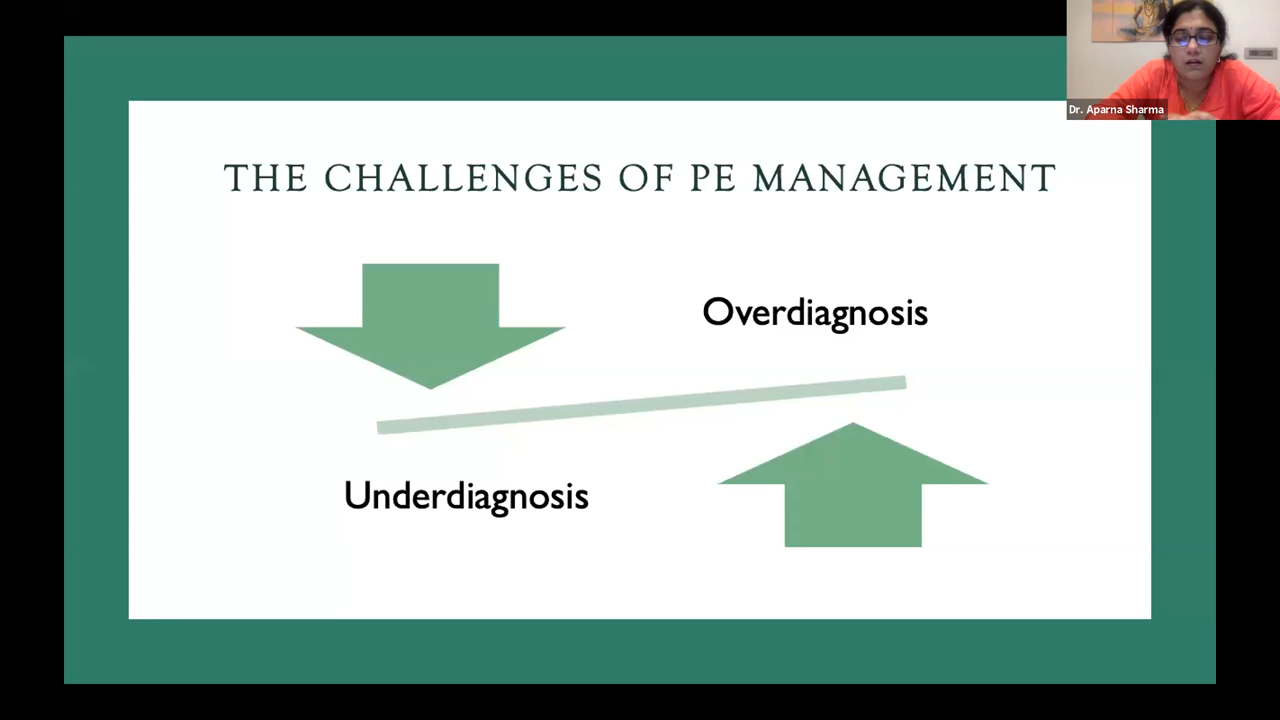 Dr. Aparna Sharma
THE CHALLENGES OF PE MANAGEMENT
Overdiagnosis
Underdiagnosis